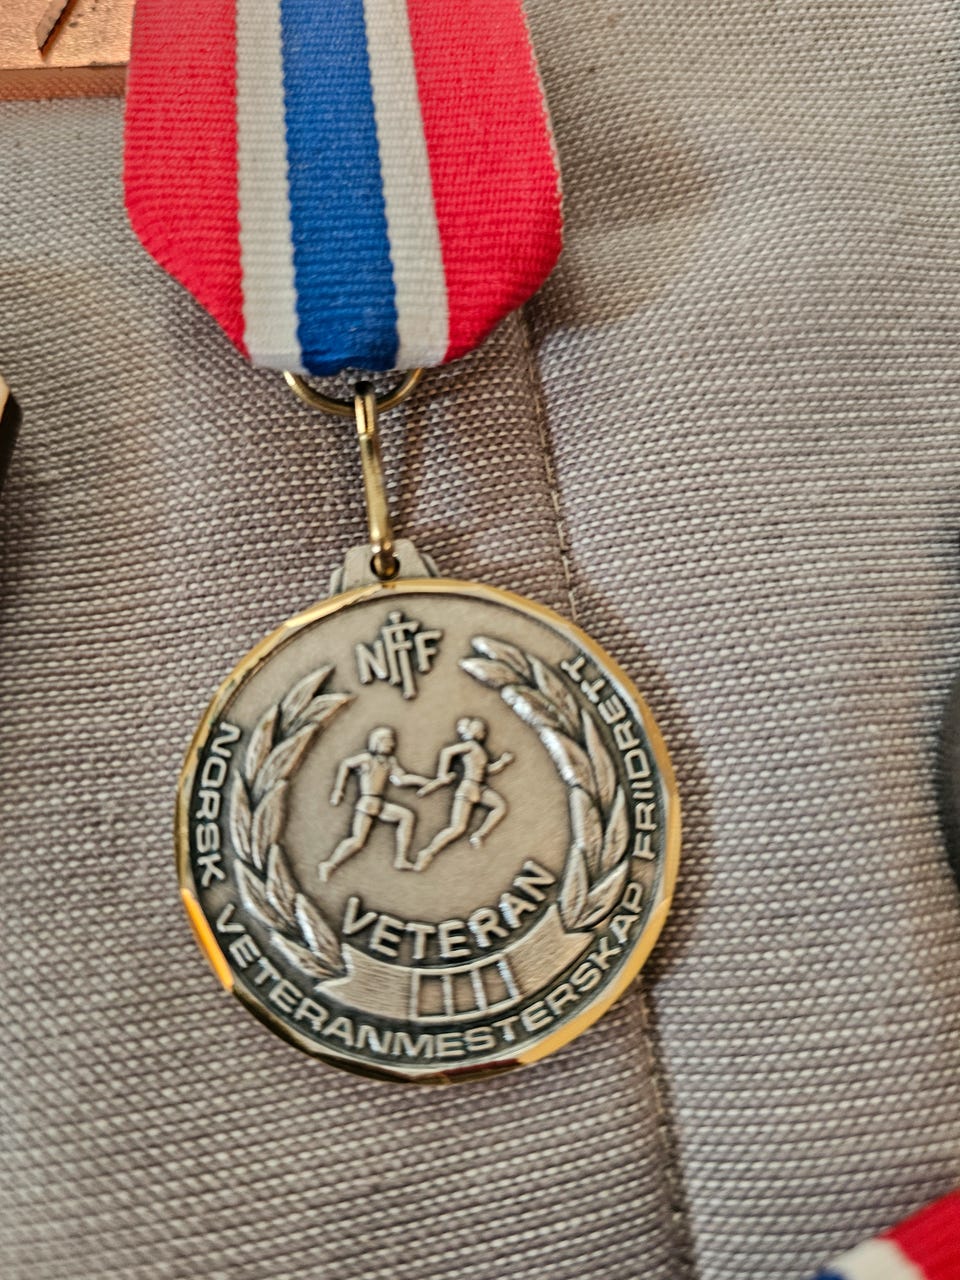 NFIF
VETERAN
NORSK VETERANMESTERSKAP FRIIDRETT